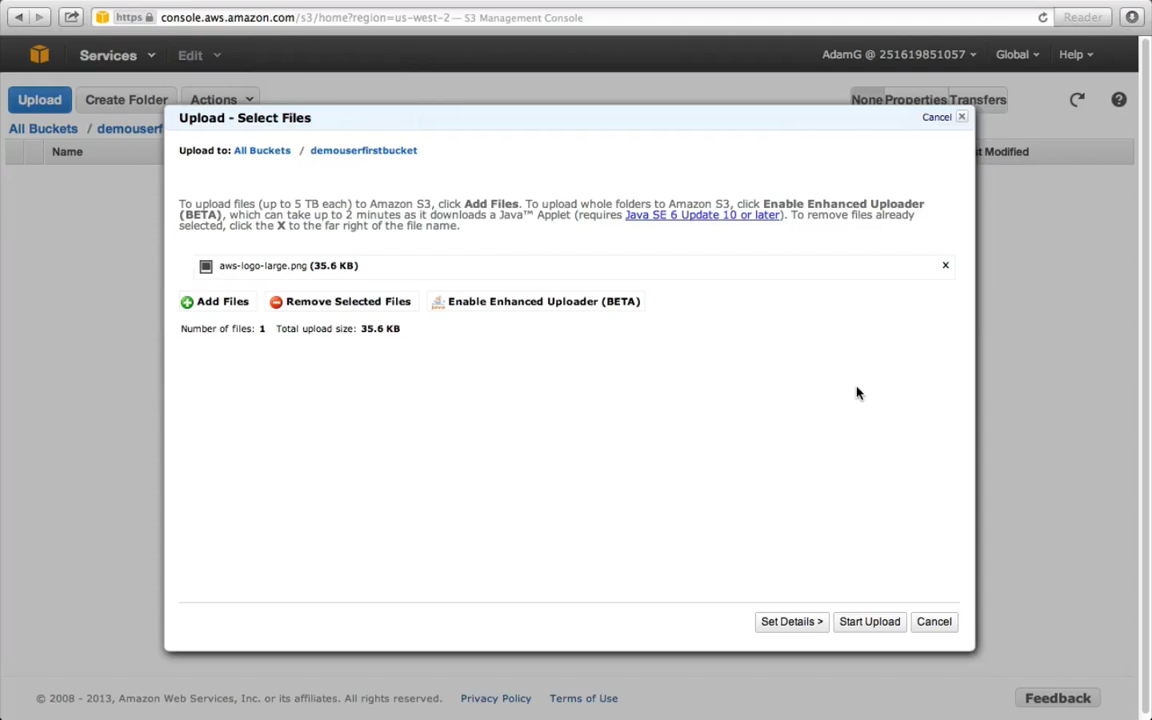 https console.aws.amazon.com/s3/home?region=us-west-2 — S3 Management Console Reader
Services Edit AdamG @ 251619851057 Global Help
Upload Create Folder Actions None Properties Transfers
All Buckets / demouserf
Name t Modified
Upload - Select Files Cancel
Upload to: All Buckets / demouserfirstbucket
To upload files (up to 5 TB each) to Amazon S3, click Add Files. To upload whole folders to Amazon S3, click Enable Enhanced Uploader
(BETA), which can take up to 2 minutes as it downloads a Java™ Applet (requires Java SE 6 Update 10 or later). To remove files already
selected, click the X to the far right of the file name.
aws-logo-large.png (35.6 KB) x
Add Files Remove Selected Files Enable Enhanced Uploader (BETA)
Number of files: 1 Total upload size: 35.6 KB
Set Details > Start Upload Cancel
© 2008 - 2013, Amazon Web Services, Inc. or its affiliates. All rights reserved. Privacy Policy Terms of Use Feedback